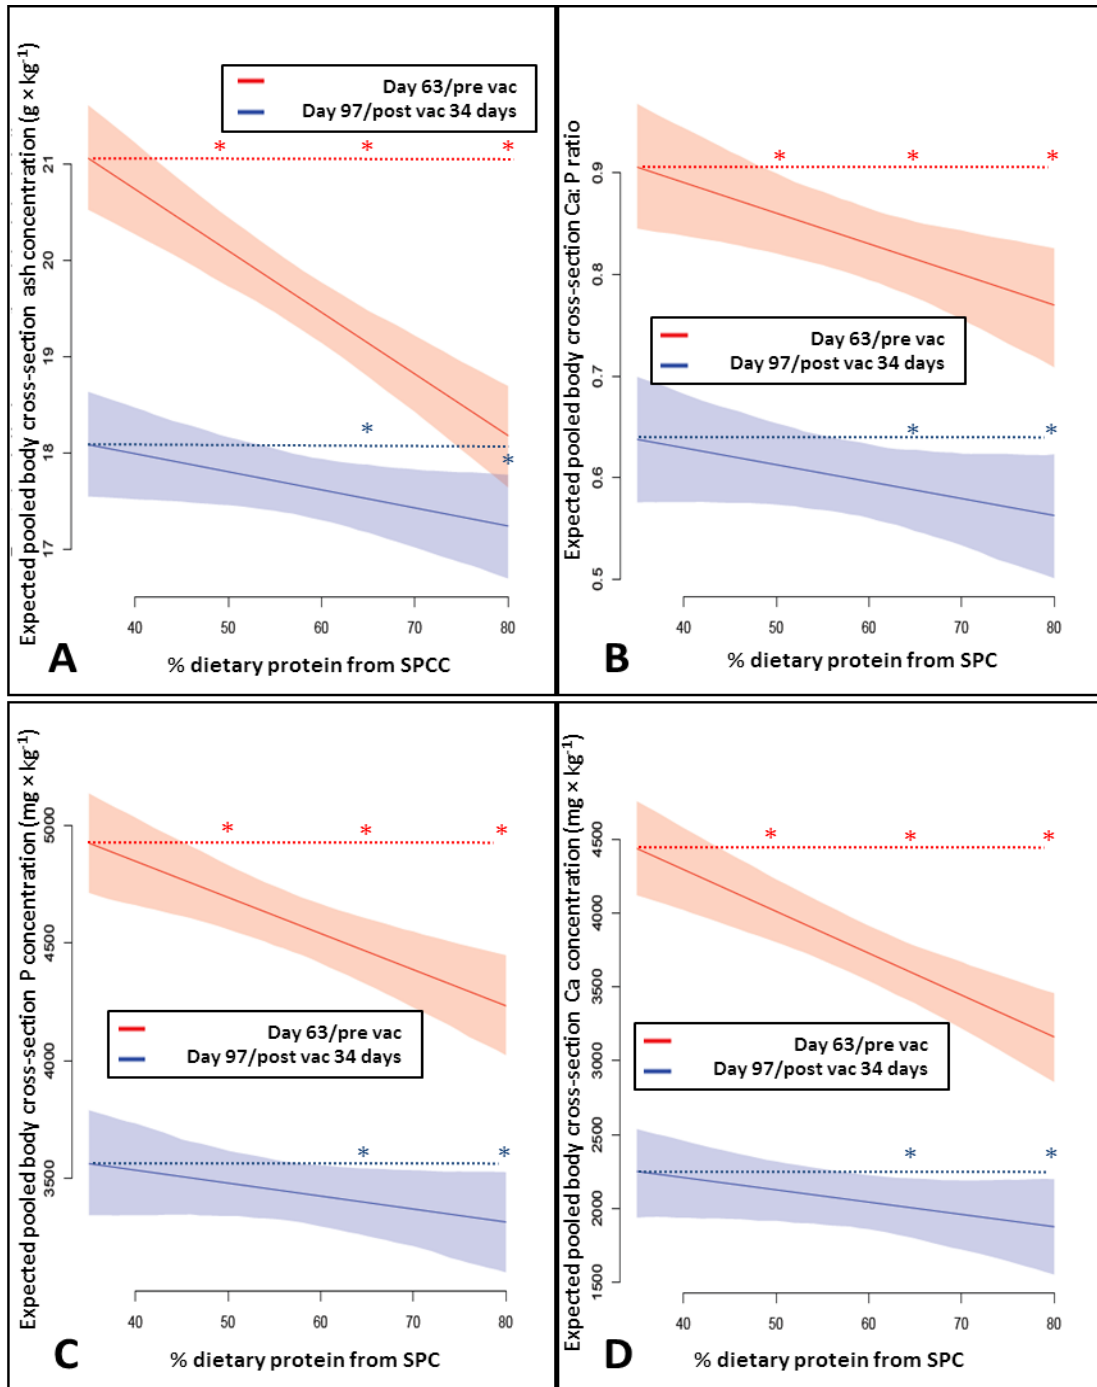 Expected pooled body cross-section ash concentration (g × kg-1)
Day 63/pre vac
Day 97/post vac 34 days
21
20
19
18
17
* * *
*
*
40 50 60 70 80
A
% dietary protein from SPCC
Expected pooled body cross-section Ca: P ratio
0.9
0.8
0.7
0.6
0.5
* * *
Day 63/pre vac
Day 97/post vac 34 days
* *
40 50 60 70 80
B
% dietary protein from SPC
Expected pooled body cross-section P concentration (mg × kg-1)
5000
4500
4000
3500
* * *
Day 63/pre vac
Day 97/post vac 34 days
* *
40 50 60 70 80
C
% dietary protein from SPC
Expected pooled body cross-section Ca concentration (mg × kg-1)
4500
4000
3500
3000
2500
2000
1500
* * *
Day 63/pre vac
Day 97/post vac 34 days
* *
40 50 60 70 80
D
% dietary protein from SPC